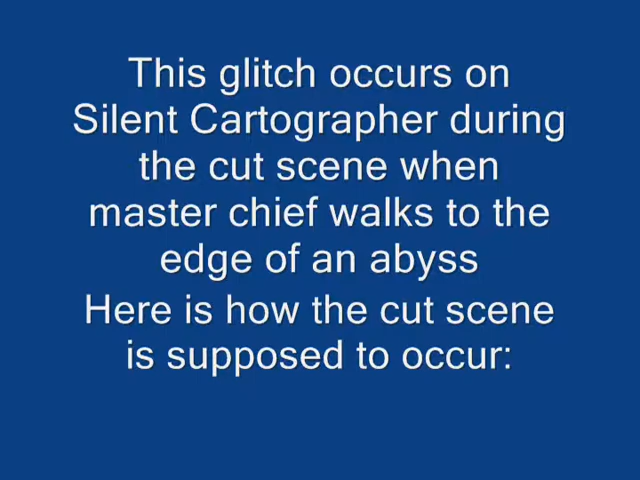 This glitch occurs on
Silent Cartographer during
the cut scene when
master chief walks to the
edge of an abyss
Here is how the cut scene
is supposed to occur: